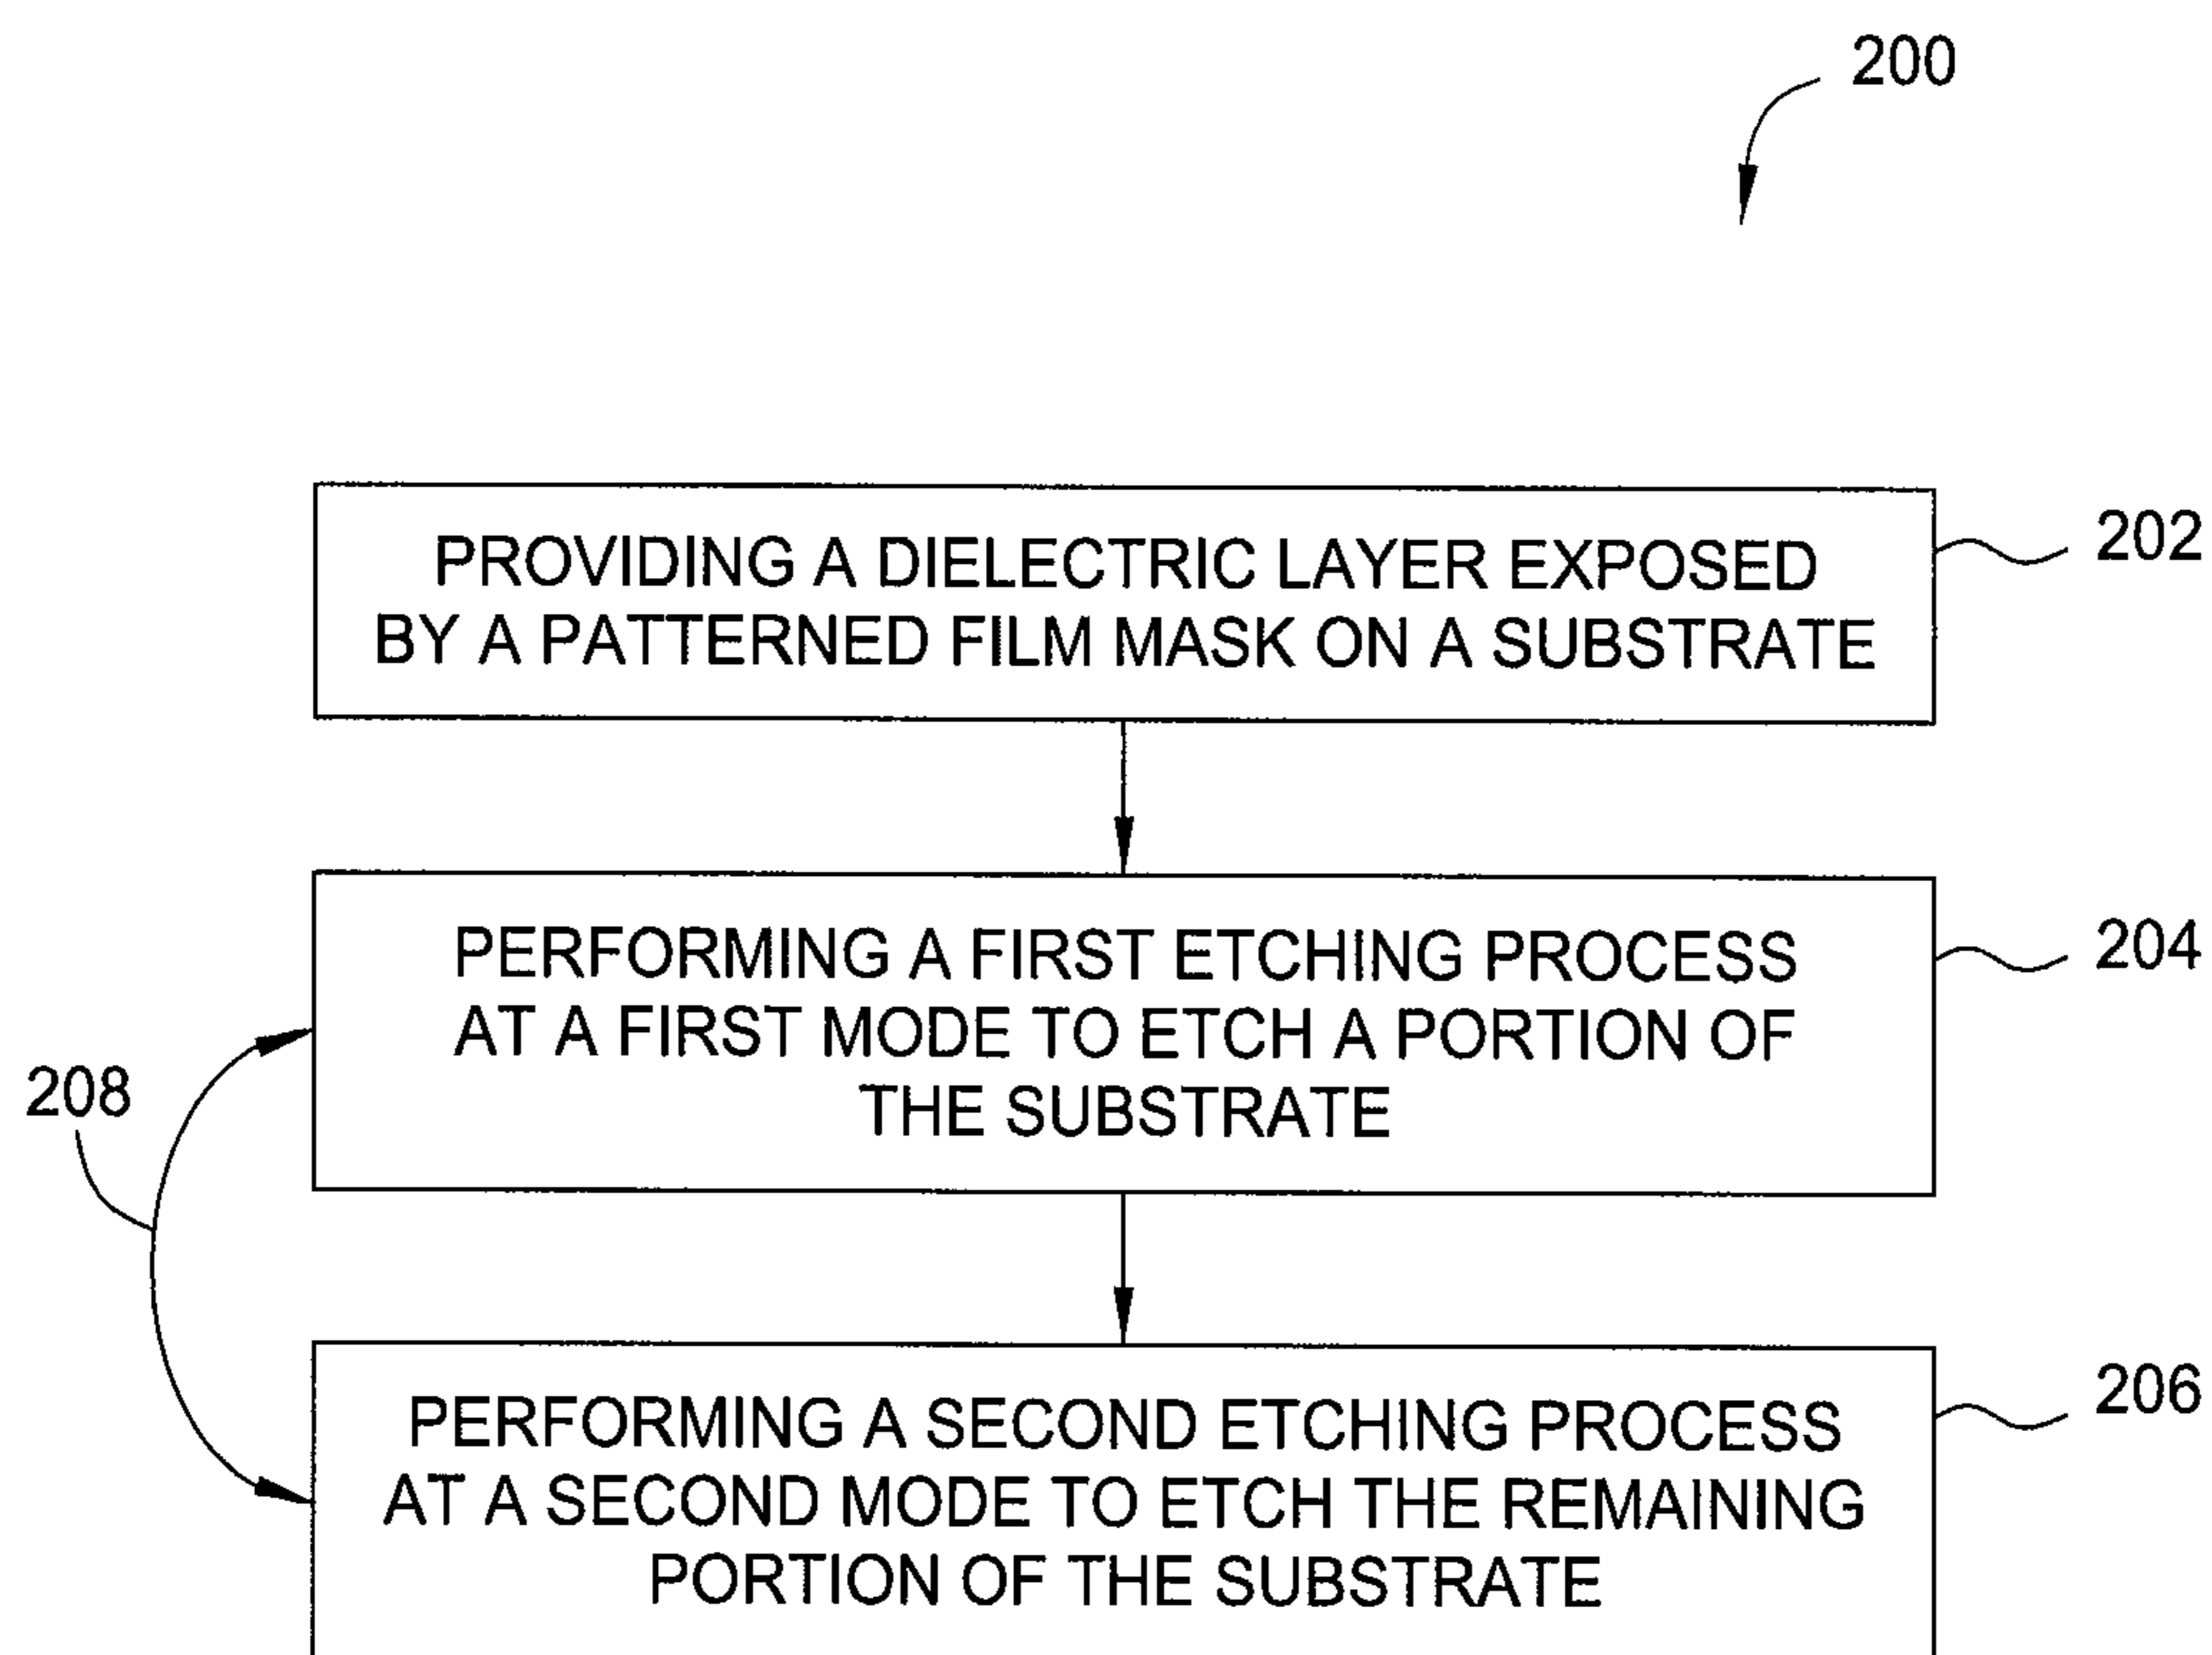 200
PROVIDING A DIELECTRIC LAYER EXPOSED
BY A PATTERNED FILM MASK ON A SUBSTRATE
202
PERFORMING A FIRST ETCHING PROCESS
AT A FIRST MODE TO ETCH A PORTION OF
THE SUBSTRATE
204
208
PERFORMING A SECOND ETCHING PROCESS
AT A SECOND MODE TO ETCH THE REMAINING
PORTION OF THE SUBSTRATE
206